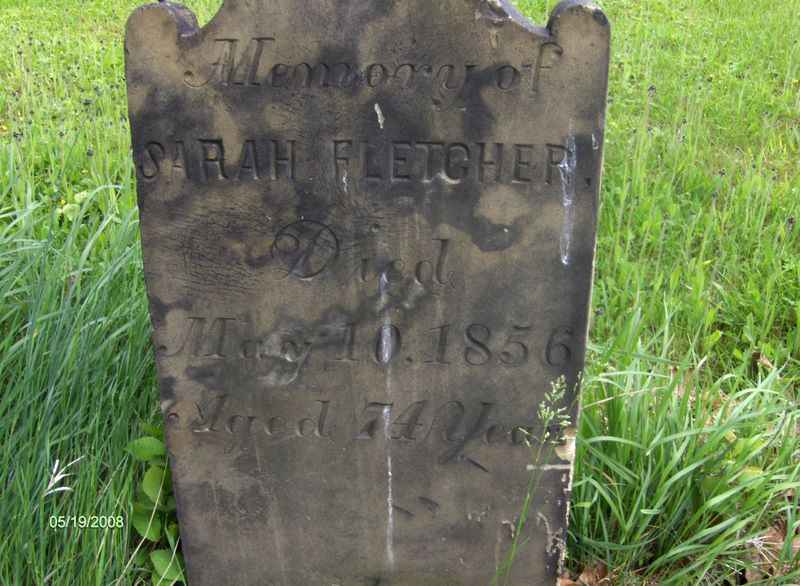 Memory of
SARAH FLETCHER,
Died
May 10. 1856
Aged 74 Years
05/19/2008